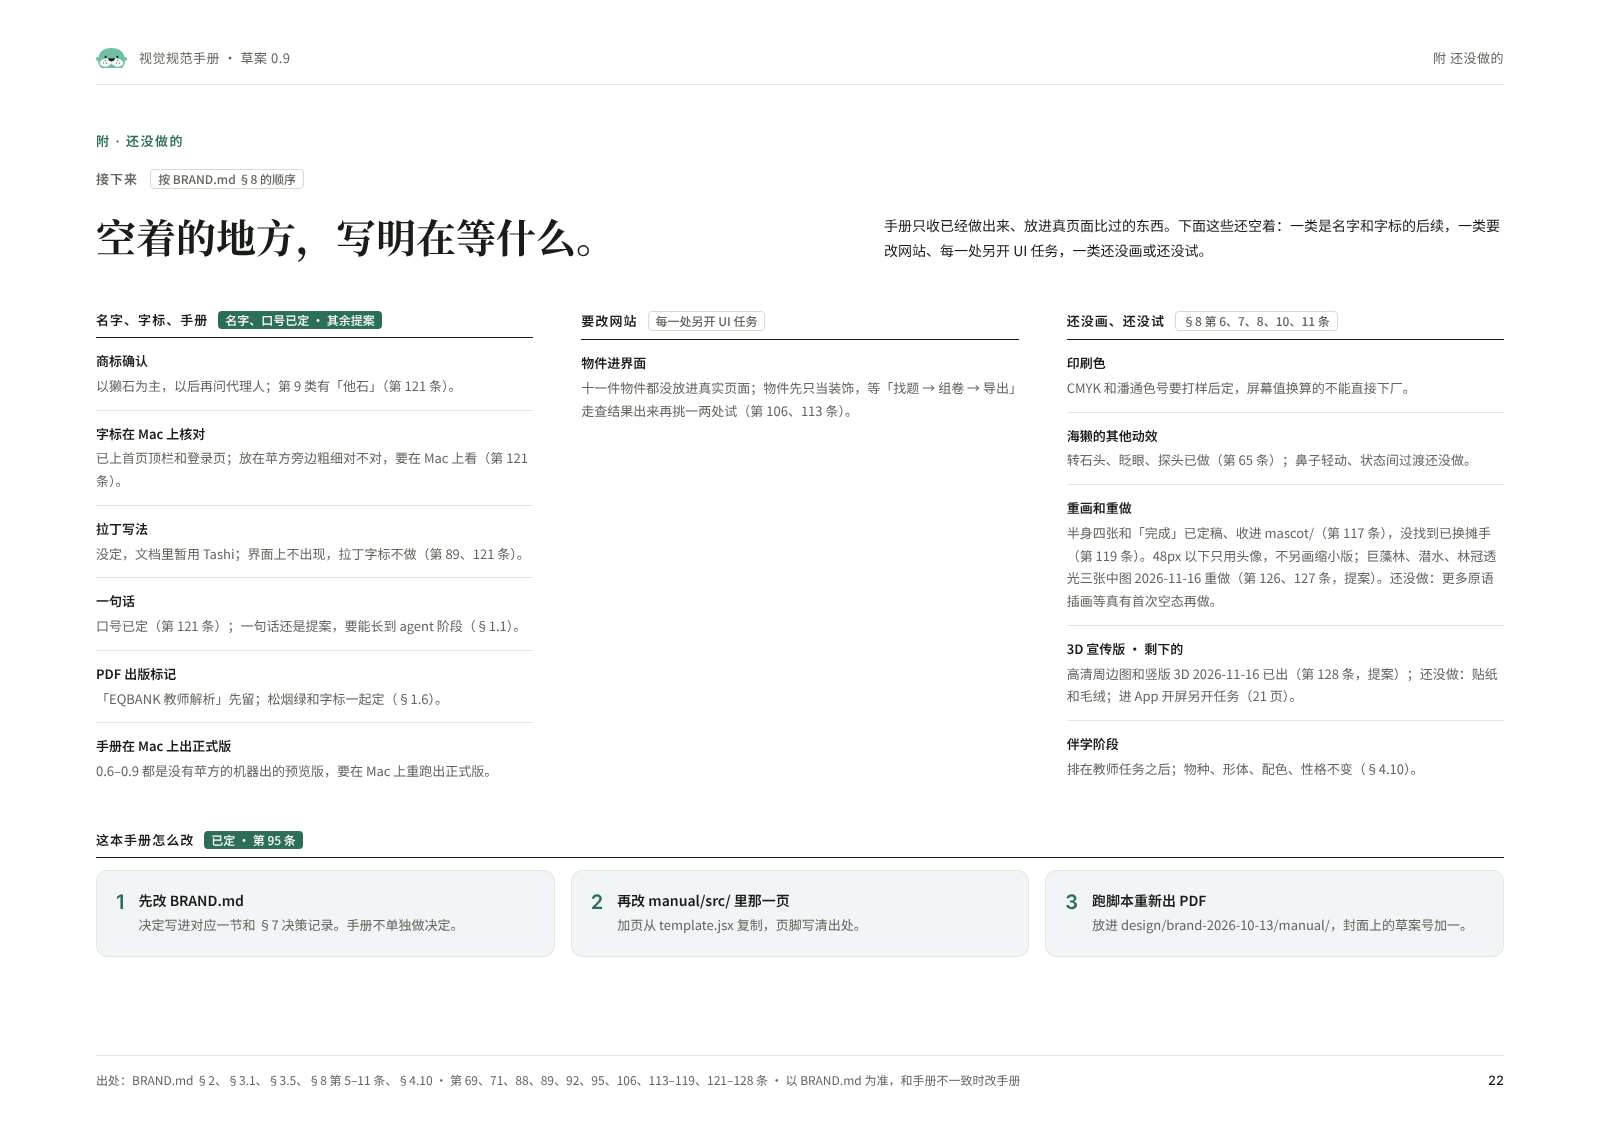 视觉规范手册 · 草案 0.9
附 还没做的
附 · 还没做的
接下来 按 BRAND.md §8 的顺序
空着的地方，写明在等什么。
手册只收已经做出来、放进真页面比过的东西。下面这些还空着：一类是名字和字标的后续，一类要
改网站、每一处另开 UI 任务，一类还没画或还没试。
名字、字标、手册 名字、口号已定 · 其余提案
商标确认
以獭石为主，以后再问代理人；第 9 类有「他石」（第 121 条）。
字标在 Mac 上核对
已上首页顶栏和登录页；放在苹方旁边粗细对不对，要在 Mac 上看（第 121
条）。
拉丁写法
没定，文档里暂用 Tashi；界面上不出现，拉丁字标不做（第 89、121 条）。
一句话
口号已定（第 121 条）；一句话还是提案，要能长到 agent 阶段（§1.1）。
PDF 出版标记
「EQBANK 教师解析」先留；松烟绿和字标一起定（§1.6）。
手册在 Mac 上出正式版
0.6–0.9 都是没有苹方的机器出的预览版，要在 Mac 上重跑出正式版。
要改网站 每一处另开 UI 任务
物件进界面
十一件物件都没放进真实页面；物件先只当装饰，等「找题 → 组卷 → 导出」
走查结果出来再挑一两处试（第 106、113 条）。
还没画、还没试 §8 第 6、7、8、10、11 条
印刷色
CMYK 和潘通色号要打样后定，屏幕值换算的不能直接下厂。
海獭的其他动效
转石头、眨眼、探头已做（第 65 条）；鼻子轻动、状态间过渡还没做。
重画和重做
半身四张和「完成」已定稿、收进 mascot/（第 117 条），没找到已换摊手
（第 119 条）。48px 以下只用头像，不另画缩小版；巨藻林、潜水、林冠透
光三张中图 2026-11-16 重做（第 126、127 条，提案）。还没做：更多原语
插画等真有首次空态再做。
3D 宣传版 · 剩下的
高清周边图和竖版 3D 2026-11-16 已出（第 128 条，提案）；还没做：贴纸
和毛绒；进 App 开屏另开任务（21 页）。
伴学阶段
排在教师任务之后；物种、形体、配色、性格不变（§4.10）。
这本手册怎么改 已定 · 第 95 条
1 先改 BRAND.md
决定写进对应一节和 §7 决策记录。手册不单独做决定。
2 再改 manual/src/ 里那一页
加页从 template.jsx 复制，页脚写清出处。
3 跑脚本重新出 PDF
放进 design/brand-2026-10-13/manual/，封面上的草案号加一。
出处：BRAND.md §2、§3.1、§3.5、§8 第 5–11 条、§4.10 · 第 69、71、88、89、92、95、106、113–119、121–128 条 · 以 BRAND.md 为准，和手册不一致时改手册
22